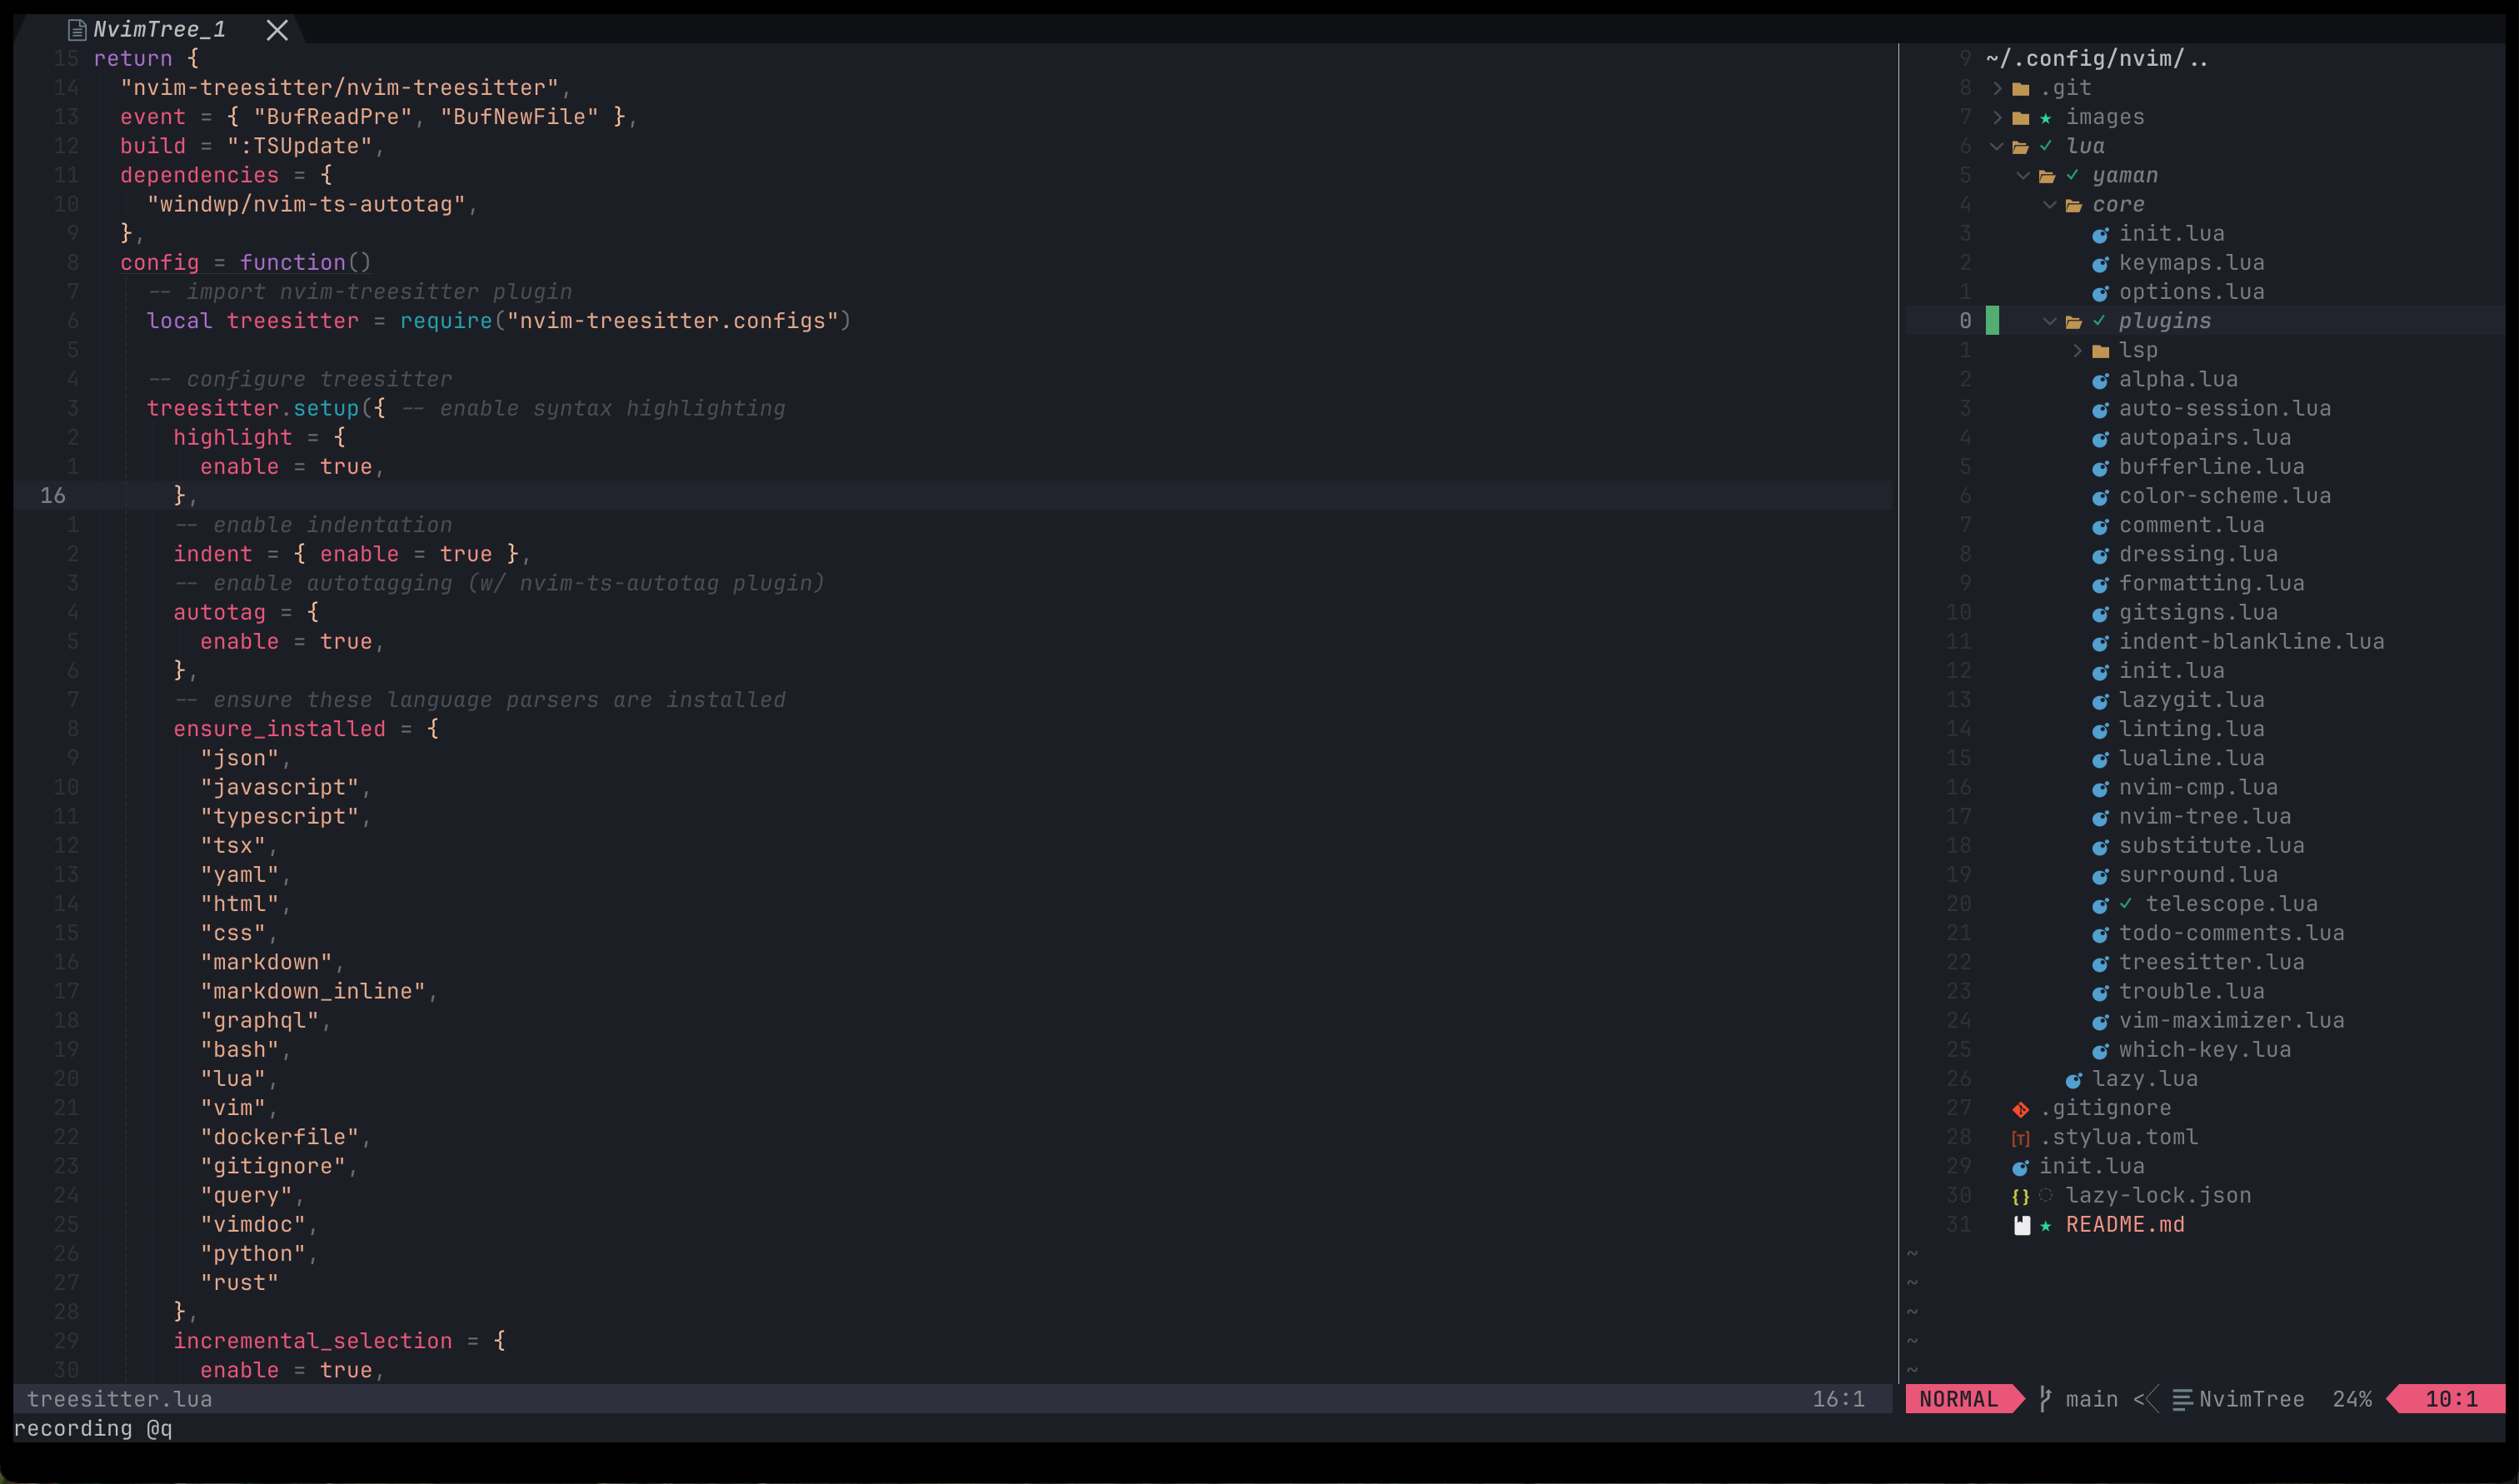 NvimTree_1
15 return {
14   "nvim-treesitter/nvim-treesitter",
13   event = { "BufReadPre", "BufNewFile" },
12   build = ":TSUpdate",
11   dependencies = {
10     "windwp/nvim-ts-autotag",
9   },
8   config = function()
7     -- import nvim-treesitter plugin
6     local treesitter = require("nvim-treesitter.configs")
5
4     -- configure treesitter
3     treesitter.setup({ -- enable syntax highlighting
2       highlight = {
1         enable = true,
16       },
1       -- enable indentation
2       indent = { enable = true },
3       -- enable autotagging (w/ nvim-ts-autotag plugin)
4       autotag = {
5         enable = true,
6       },
7       -- ensure these language parsers are installed
8       ensure_installed = {
9         "json",
10         "javascript",
11         "typescript",
12         "tsx",
13         "yaml",
14         "html",
15         "css",
16         "markdown",
17         "markdown_inline",
18         "graphql",
19         "bash",
20         "lua",
21         "vim",
22         "dockerfile",
23         "gitignore",
24         "query",
25         "vimdoc",
26         "python",
27         "rust"
28       },
29       incremental_selection = {
30         enable = true,
treesitter.lua 16:1
recording @q
9 ~/.config/nvim/..
8 .git
7 images
6 lua
5 yaman
4 core
3 init.lua
2 keymaps.lua
1 options.lua
0 plugins
1 lsp
2 alpha.lua
3 auto-session.lua
4 autopairs.lua
5 bufferline.lua
6 color-scheme.lua
7 comment.lua
8 dressing.lua
9 formatting.lua
10 gitsigns.lua
11 indent-blankline.lua
12 init.lua
13 lazygit.lua
14 linting.lua
15 lualine.lua
16 nvim-cmp.lua
17 nvim-tree.lua
18 substitute.lua
19 surround.lua
20 telescope.lua
21 todo-comments.lua
22 treesitter.lua
23 trouble.lua
24 vim-maximizer.lua
25 which-key.lua
26 lazy.lua
27 .gitignore
28 [T] .stylua.toml
29 init.lua
30 {} lazy-lock.json
31 README.md
~
~
~
~
~
NORMAL main < NvimTree 24% 10:1